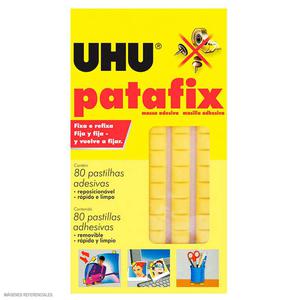 UHU®
patafix
massa adesiva masilla adhesiva
Fixa e refixa
Fija y fija -
y vuelve a fijar.
Contém
80 pastilhas
adesivas
- reposicionável
- rápido e limpo
Contenido
80 pastillas
adhesivas
- removible
- rápido y limpio
IMÁGENES REFERENCIALES.